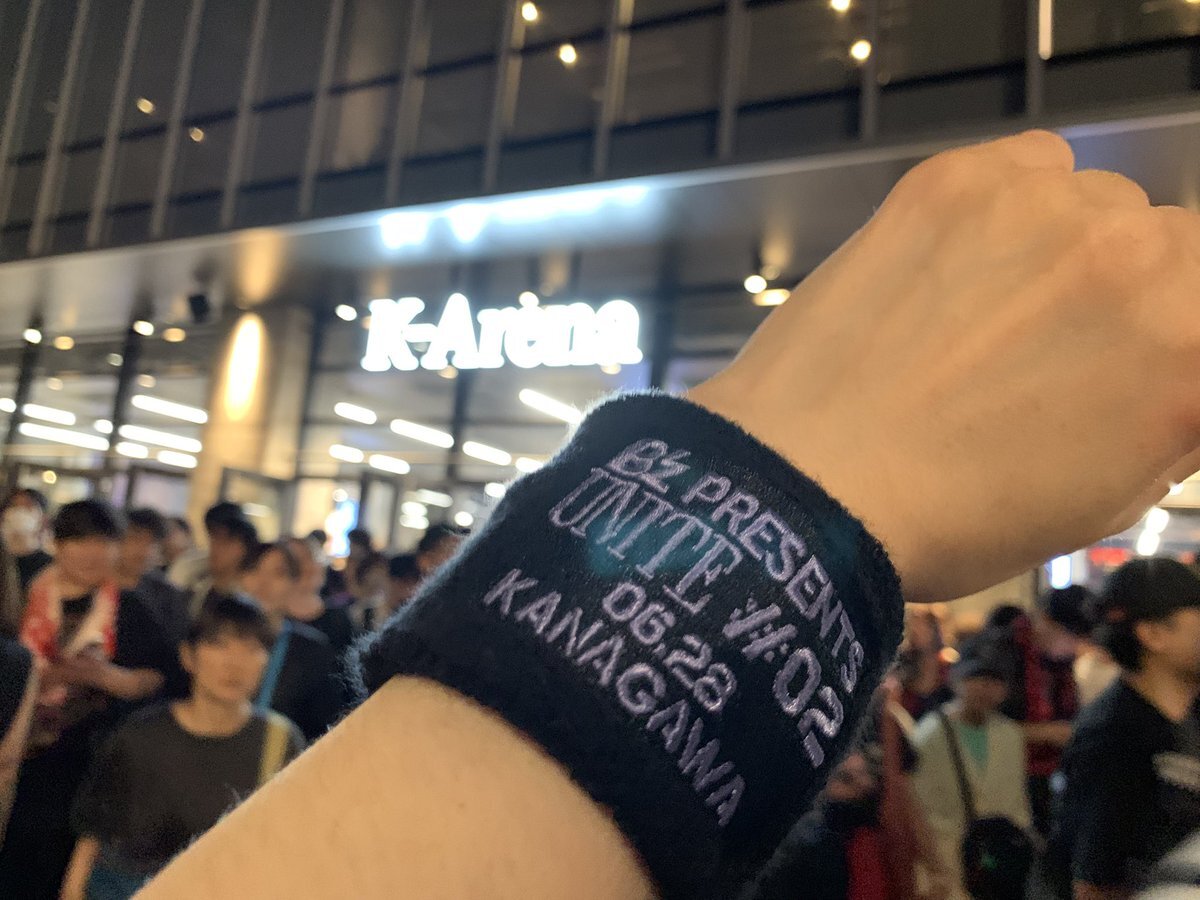 K-Arena
B'z PRESENTS
UNITE #02
06.28
KANAGAWA